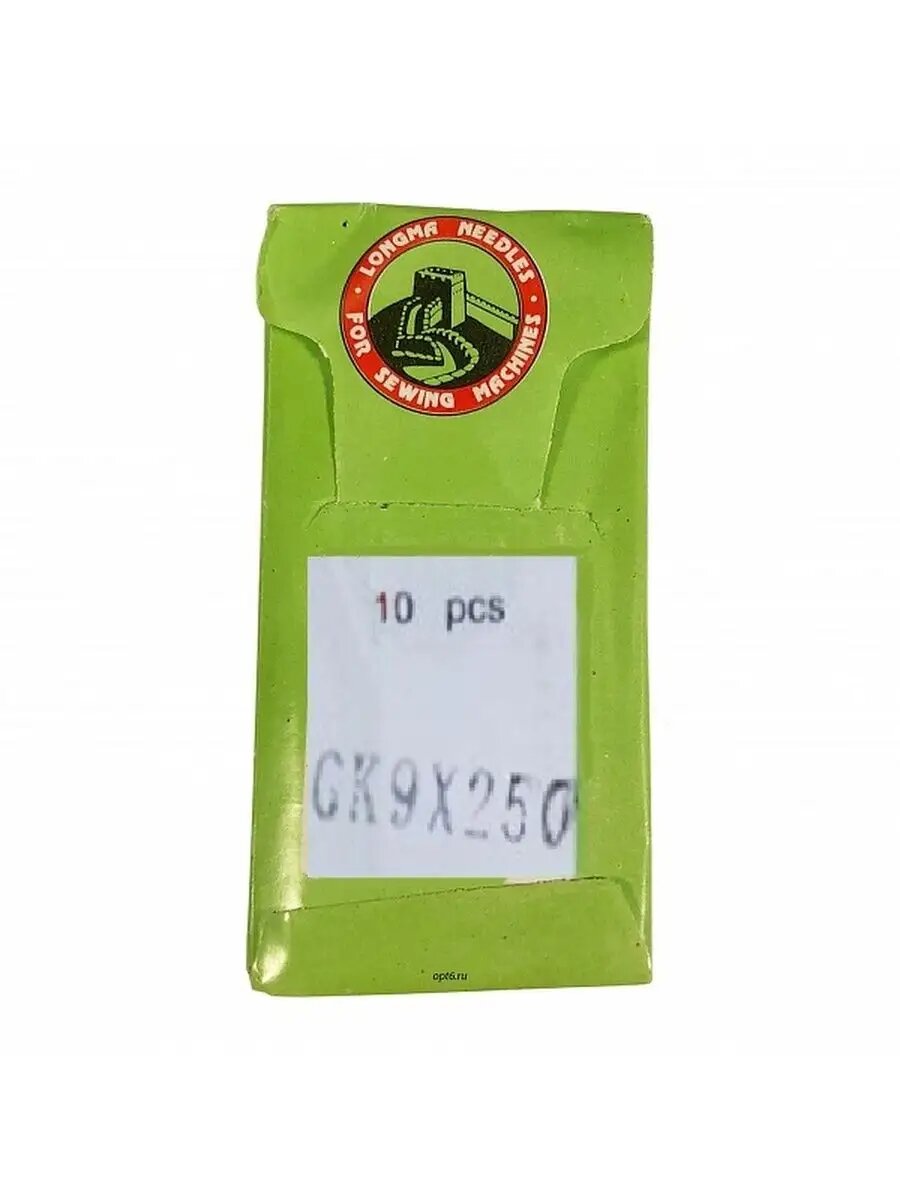 LONGMA NEEDLES
FOR SEWING MACHINES
10 pcs
GK9X250
opt6.ru